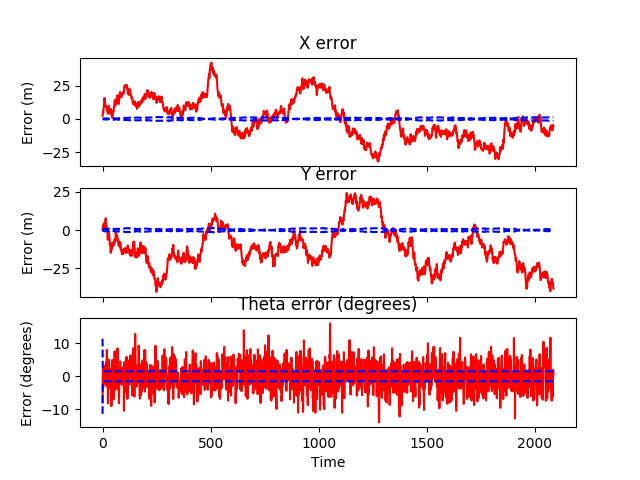 X error
Error (m)
25
0
−25
Y error
Error (m)
25
0
−25
Theta error (degrees)
Error (degrees)
10
0
−10
0 500 1000 1500 2000
Time